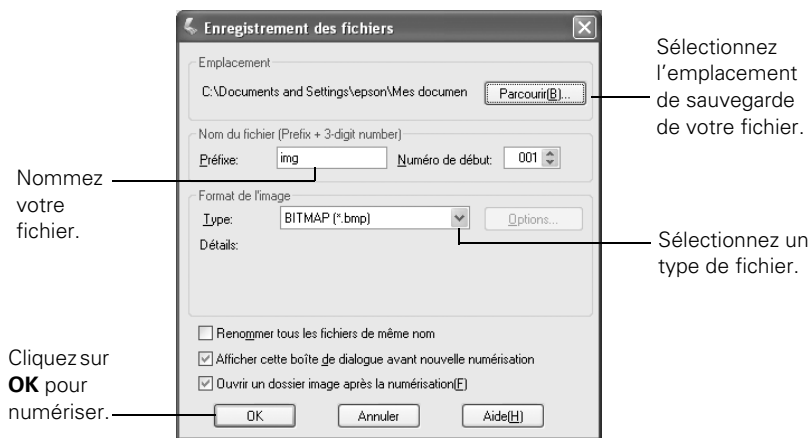 Enregistrement des fichiers
Emplacement
C:\Documents and Settings\epson\Mes documen
Parcourir(B)...
Sélectionnez
l'emplacement
de sauvegarde
de votre fichier.
Nom du fichier (Prefix + 3-digit number)
Préfixe: img Numéro de début: 001
Nommez
votre
fichier.
Format de l'image
Type: BITMAP (*.bmp) Options...
Détails:
Sélectionnez un
type de fichier.
Renommer tous les fichiers de même nom
Afficher cette boîte de dialogue avant nouvelle numérisation
Ouvrir un dossier image après la numérisation(F)
Cliquez sur
OK pour
numériser.
OK Annuler Aide(H)